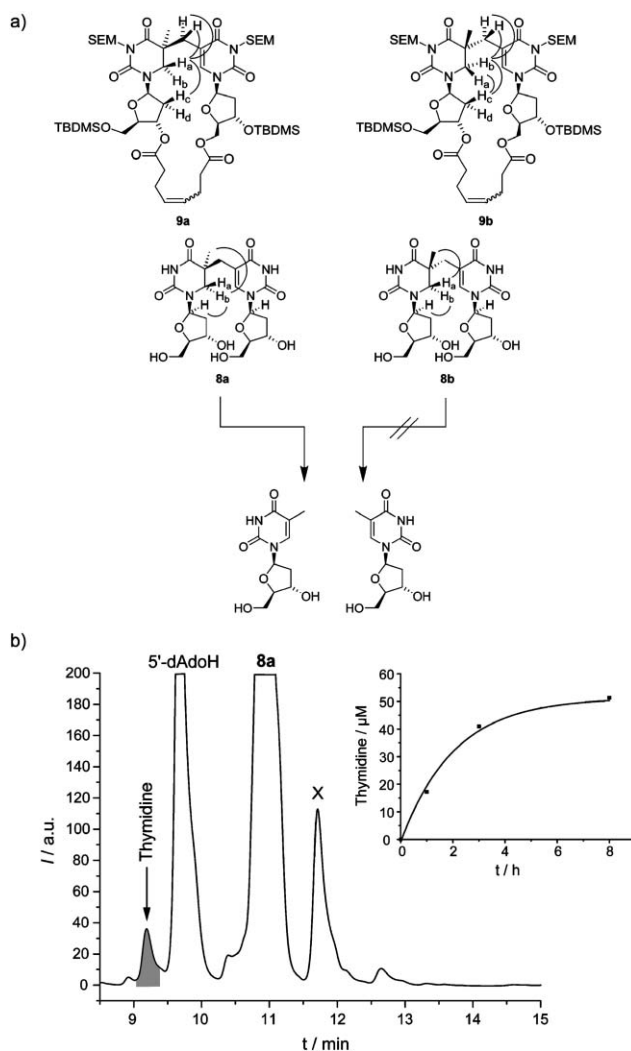 a)
H H
SEM O O SEM
N N
Ha
O N N O
Hb
Hc
O O
Hd
TBDMSO OTBDMS
O O
O O
9a
H H
SEM O O SEM
N N
Hb
O N N O
Ha
Hc
O O
Hd
TBDMSO OTBDMS
O O
O O
9b
O O
HN NH
Ha
O N Hb N O
H H
O O
OH OH
HO HO
8a
O O
HN NH
Ha
O N Hb N O
H H
O O
OH OH
HO HO
8b
O O
HN NH
O N N O
O O
HO OH HO OH
b)
5'-dAdoH 8a
Thymidine
X
I / a.u.
200
180
160
140
120
100
80
60
40
20
0
9 10 11 12 13 14 15
t / min
Thymidine / µM
60
50
40
30
20
10
0
0 2 4 6 8
t / h